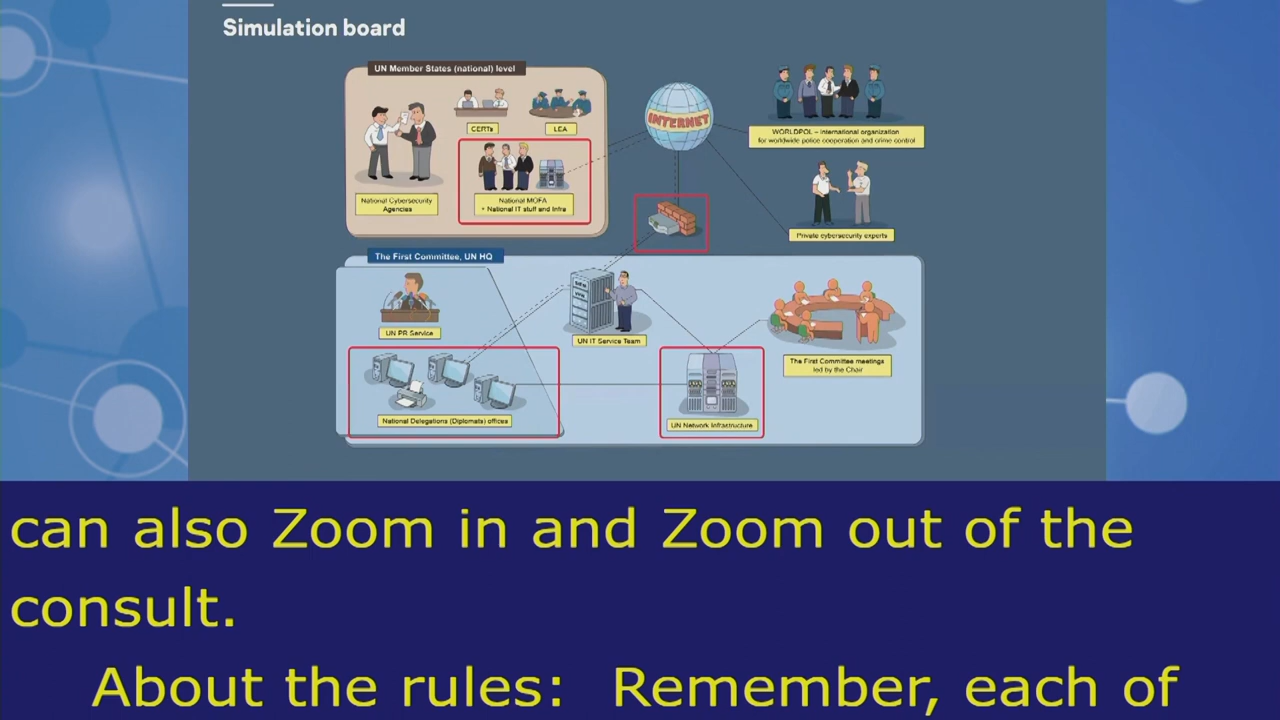 Simulation board
UN Member States (national) level
CERTs
LEA
INTERNET
WORLDPOL – international organization
for worldwide police cooperation and crime control
National Cybersecurity
Agencies
National MOFA
+ National IT stuff and Infra
Private cybersecurity experts
The First Committee, UN HQ
UN PR Service
UN IT Service Team
The First Committee meetings
led by the Chair
National Delegations (Diplomats) offices
UN Network Infrastructure
can also Zoom in and Zoom out of the
consult.
About the rules: Remember, each of